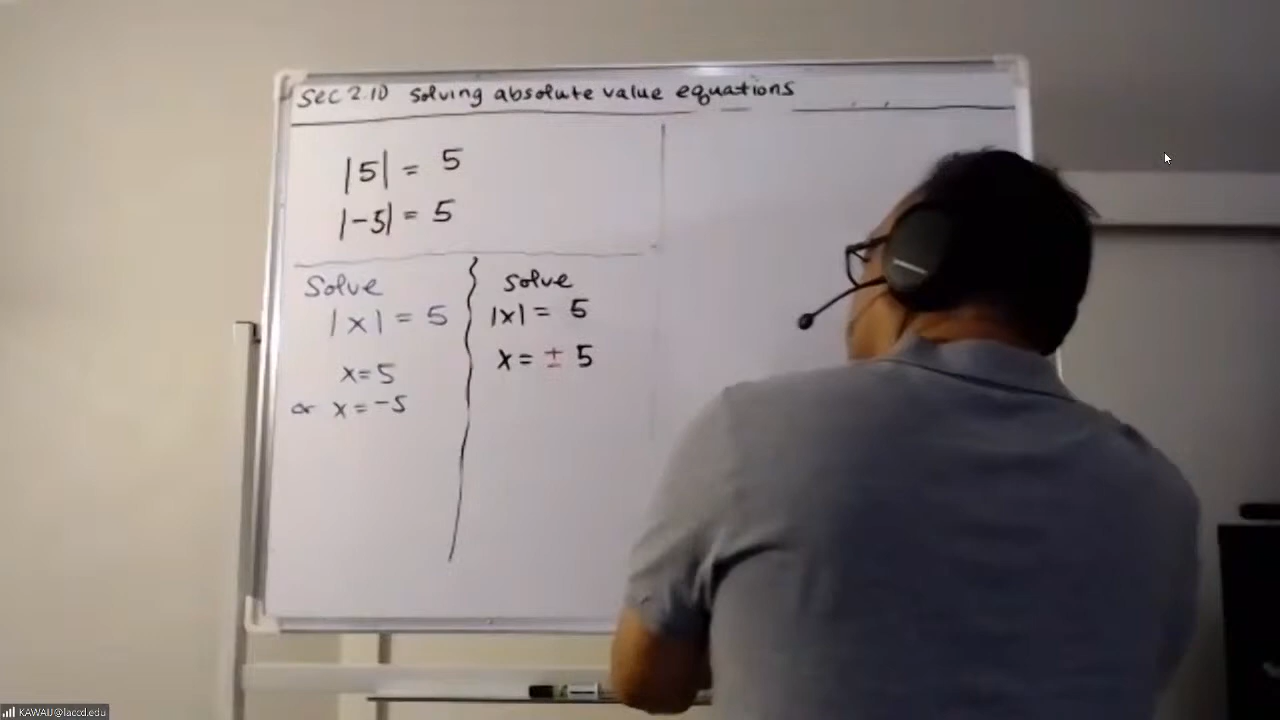 Sec 2.10 Solving absolute value equations
|5| = 5
|-5| = 5
Solve
|x| = 5
x=5
or x=-5
Solve
|x| = 5
x = ± 5
KAWAIJ@laccd.edu